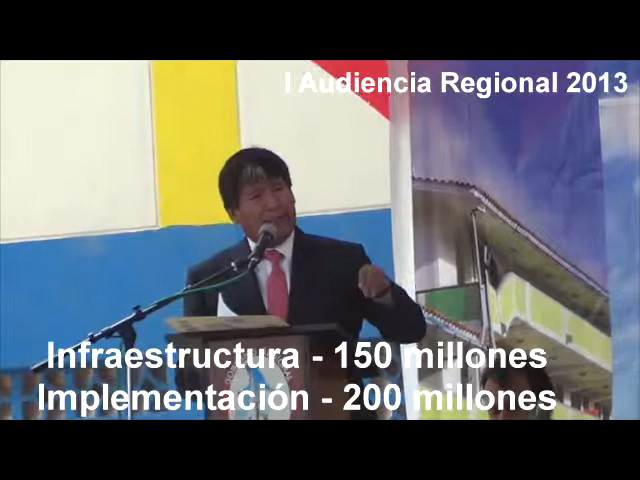 I Audiencia Regional 2013
Infraestructura - 150 millones
Implementación - 200 millones